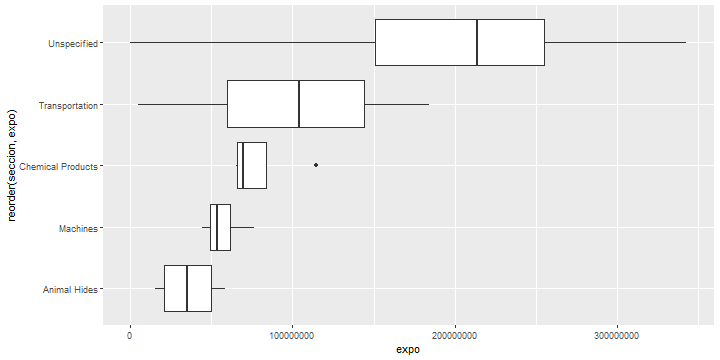 Unspecified
Transportation
Chemical Products
Machines
Animal Hides
reorder(seccion, expo)
0
100000000
200000000
300000000
expo